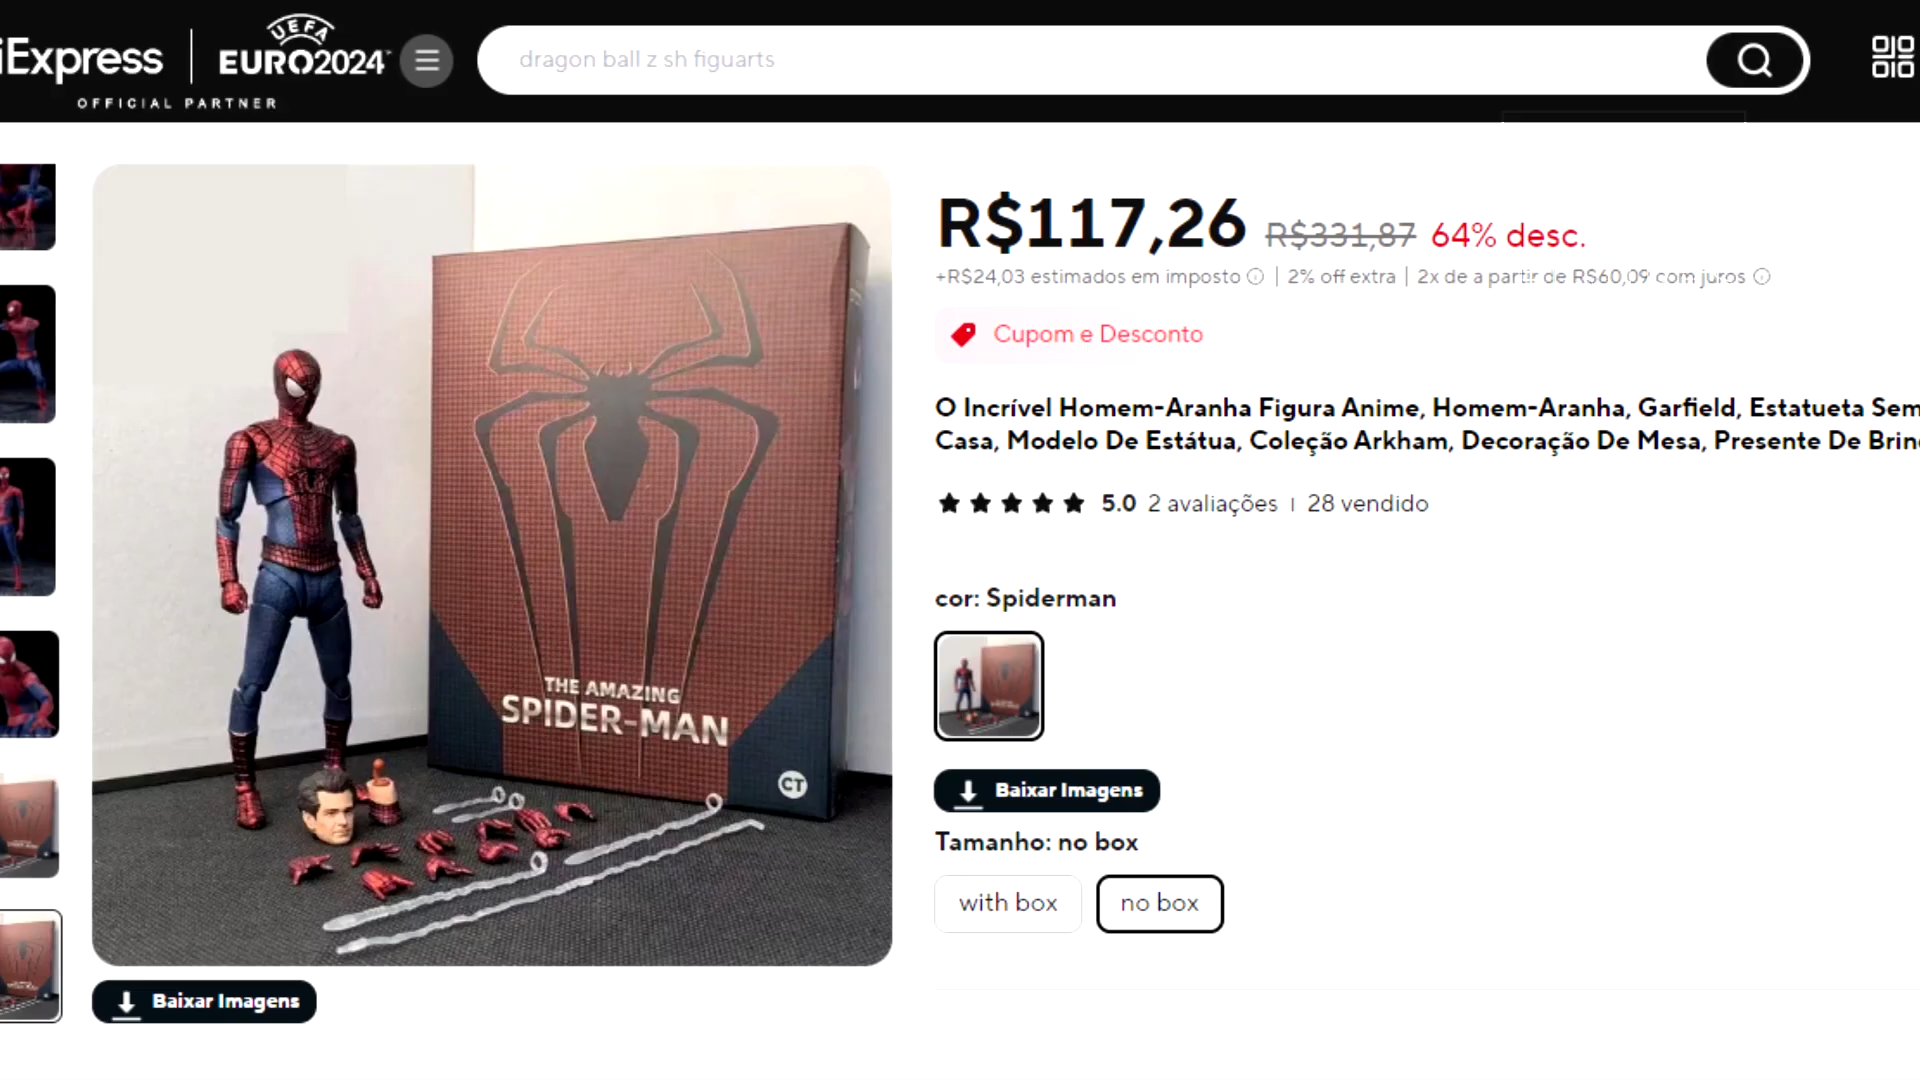 iExpress
UEFA
EURO2024
OFFICIAL PARTNER
dragon ball z sh figuarts
THE AMAZING
SPIDER-MAN
CT
Baixar Imagens
R$117,26 R$331,87 64% desc.
+R$24,03 estimados em imposto | 2% off extra | 2x de a partir de R$60,09 com juros
Cupom e Desconto
O Incrível Homem-Aranha Figura Anime, Homem-Aranha, Garfield, Estatueta Sem
Casa, Modelo De Estátua, Coleção Arkham, Decoração De Mesa, Presente De Brin
5.0 2 avaliações | 28 vendido
cor: Spiderman
Baixar Imagens
Tamanho: no box
with box
no box